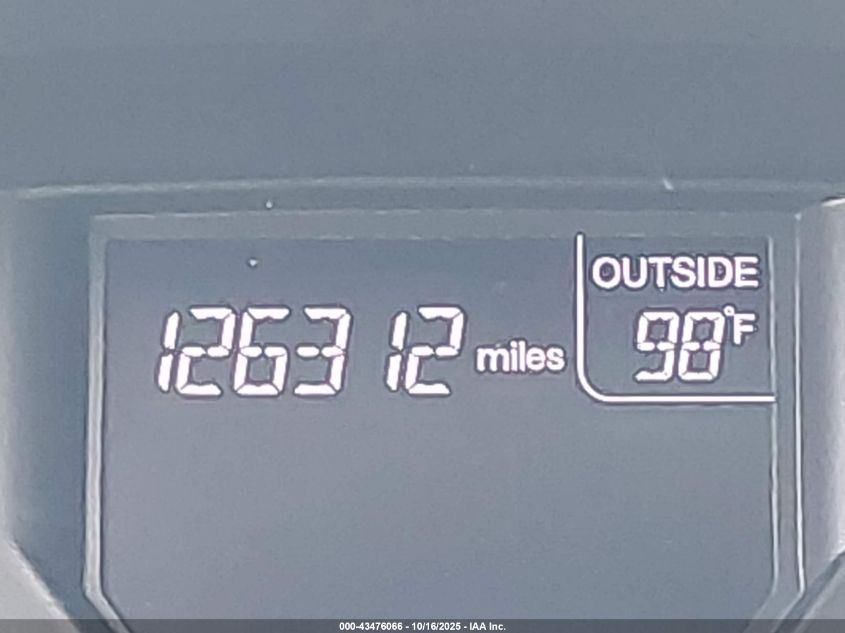 OUTSIDE
126312 miles
98°F
000-43476066 - 10/16/2025 - IAA Inc.